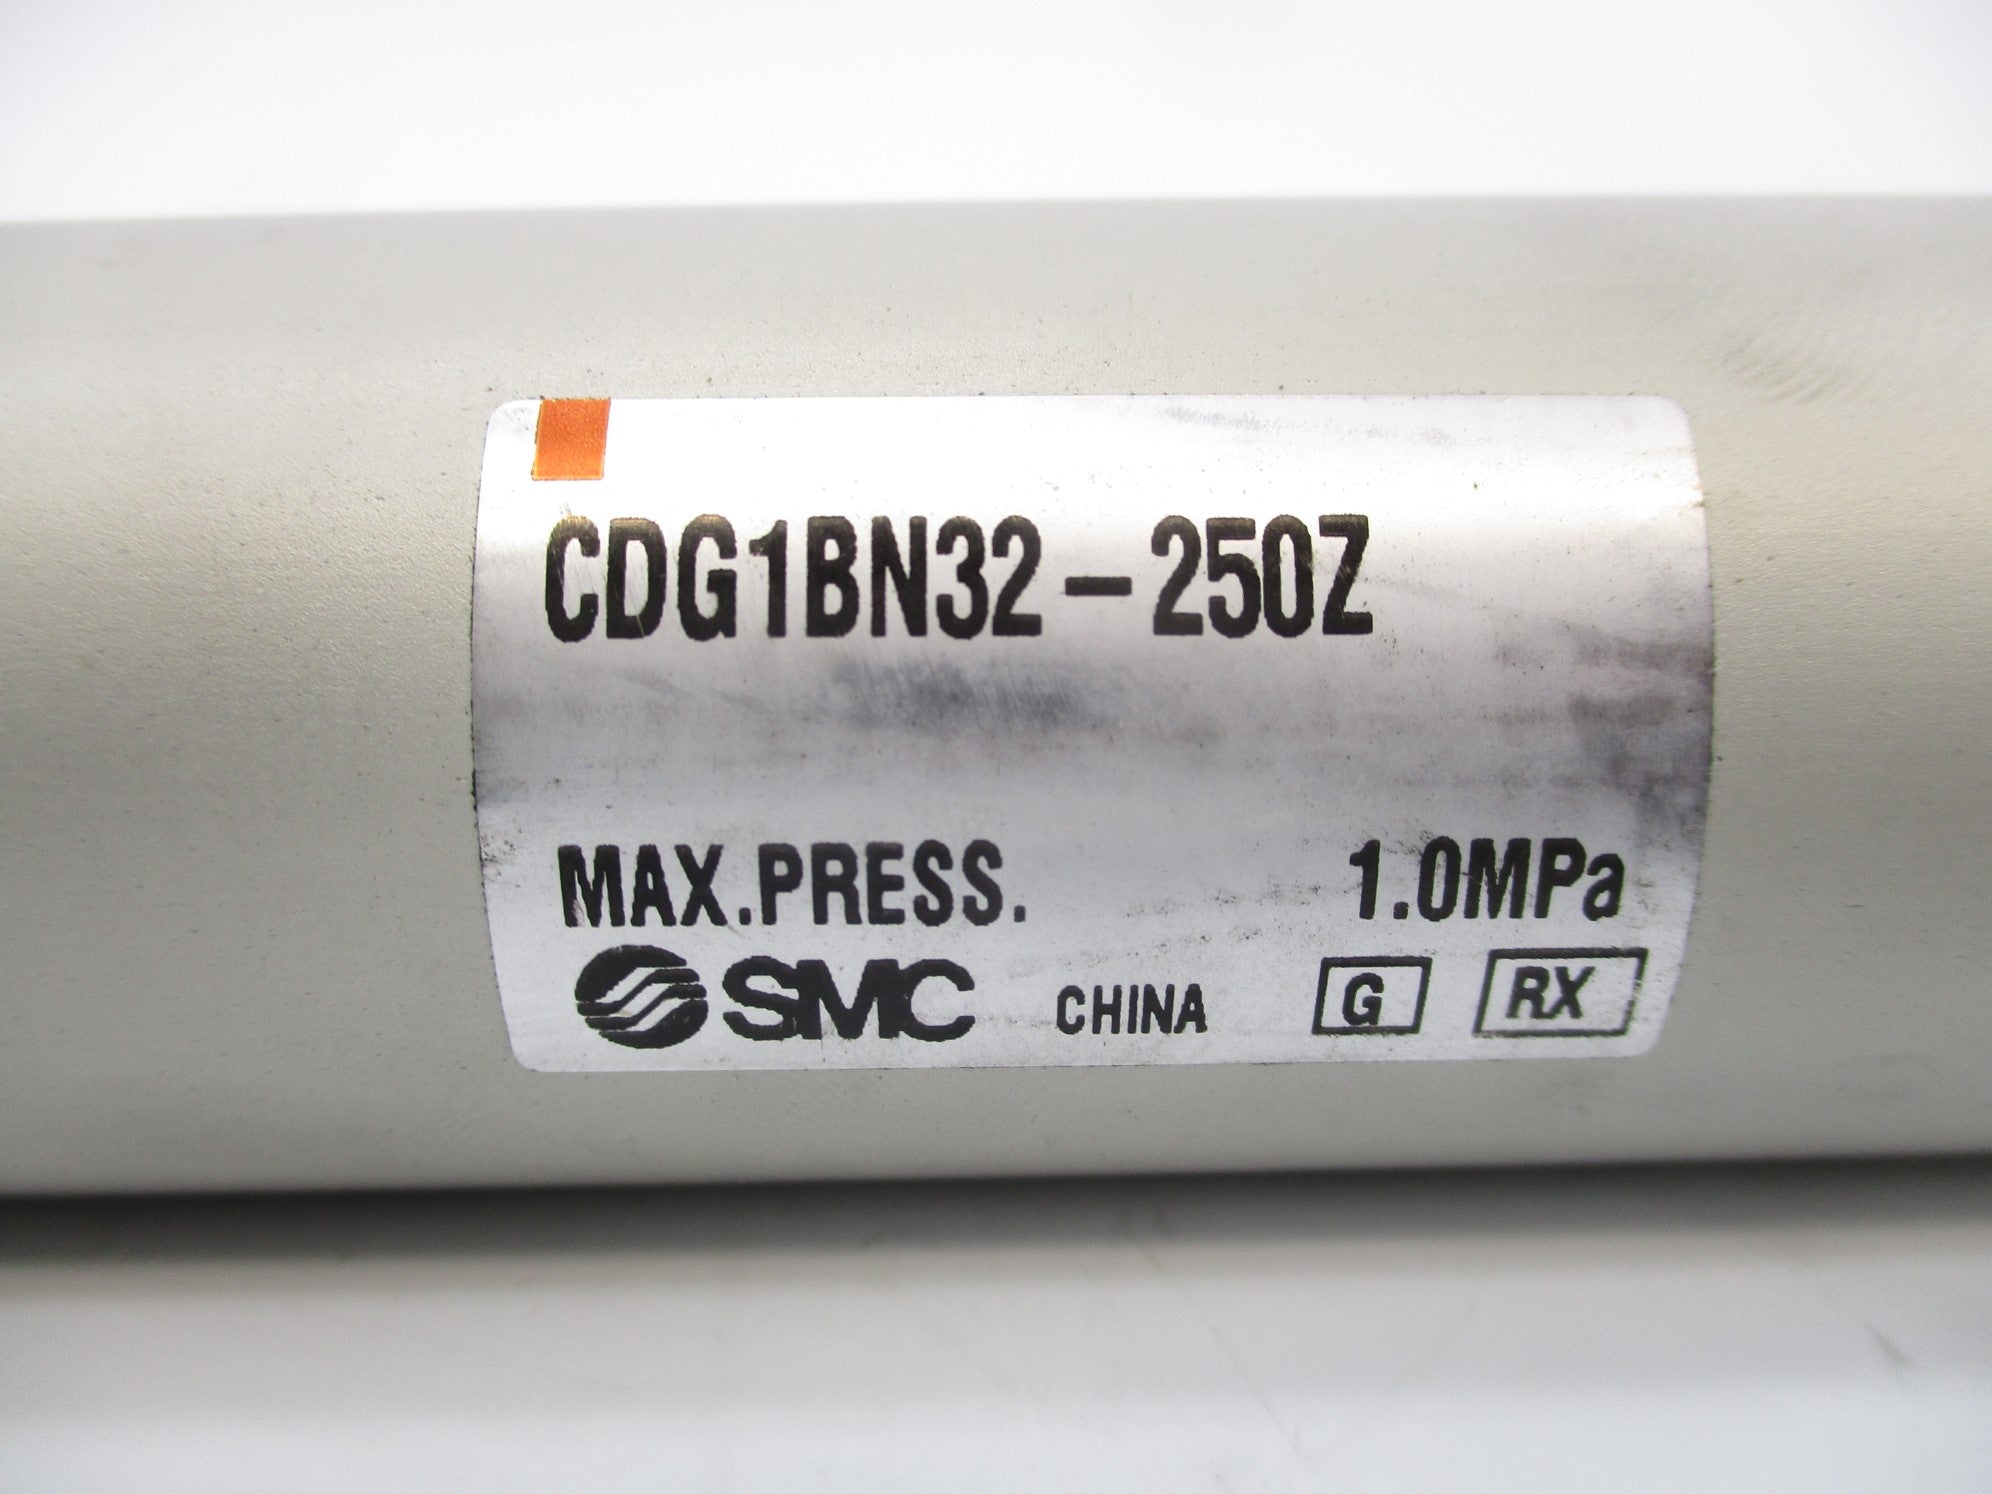 CDG1BN32-250Z
MAX.PRESS. 1.0MPa
SMC CHINA G RX